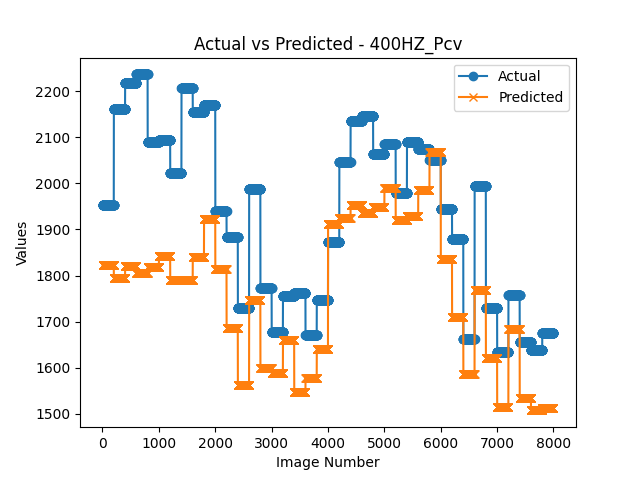 Actual vs Predicted - 400HZ_Pcv
Actual
Predicted
Values
2200
2100
2000
1900
1800
1700
1600
1500
0 1000 2000 3000 4000 5000 6000 7000 8000
Image Number